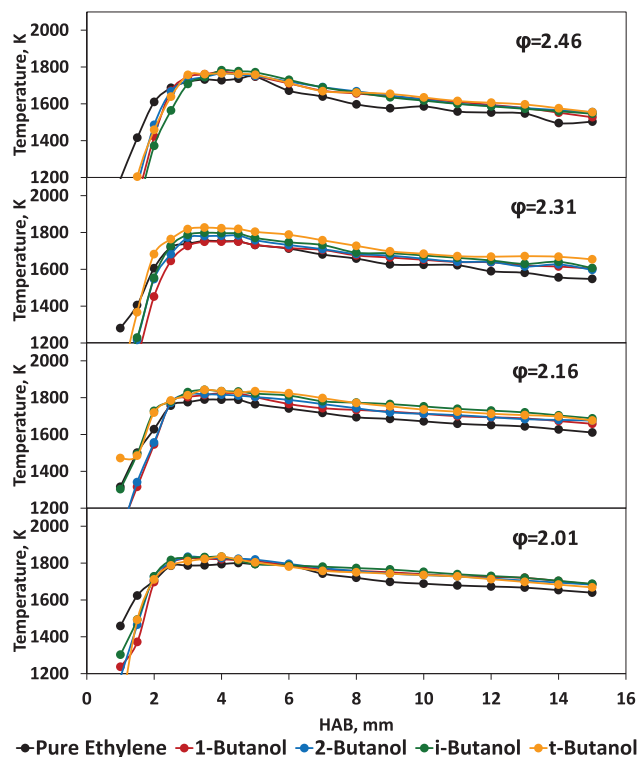 Temperature, K
2000
1800
1600
1400
1200
φ=2.46
Temperature, K
2000
1800
1600
1400
1200
φ=2.31
Temperature, K
2000
1800
1600
1400
1200
φ=2.16
Temperature, K
2000
1800
1600
1400
1200
φ=2.01
0 2 4 6 8 10 12 14 16
HAB, mm
Pure Ethylene 1-Butanol 2-Butanol i-Butanol t-Butanol